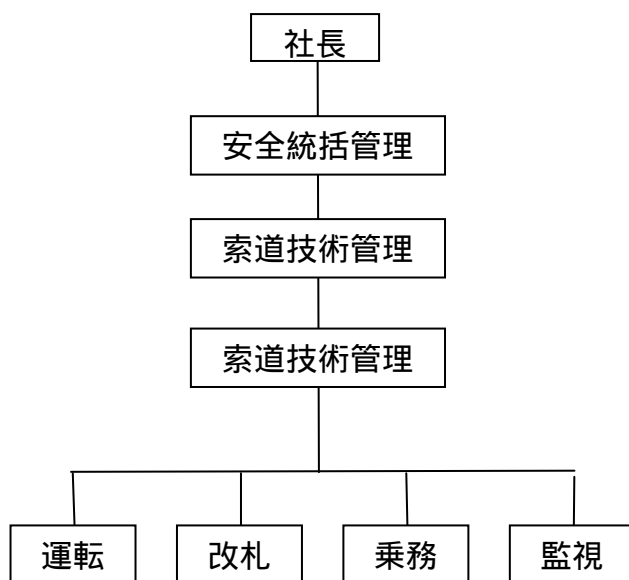 社長
安全統括管理
索道技術管理
索道技術管理
運転
改札
乗務
監視